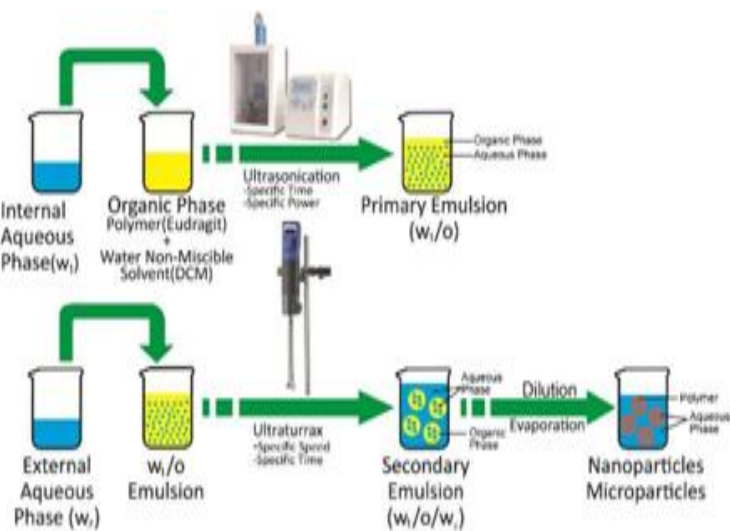 Organic Phase
Aqueous Phase
Ultrasonication
-Specific Time
-Specific Power
Internal
Aqueous
Phase(w₁)
Organic Phase
Polymer(Eudragit)
+
Water Non-Miscible
Solvent(DCM)
Primary Emulsion
(w₁/o)
Aqueous
Phase
Organic
Phase
Dilution
Evaporation
Polymer
Aqueous
Phase
Ultraturrax
•Specific Speed
-Specific Time
External
Aqueous
Phase (w₂)
w₁/o
Emulsion
Secondary
Emulsion
(w₁/o/w₂)
Nanoparticles
Microparticles